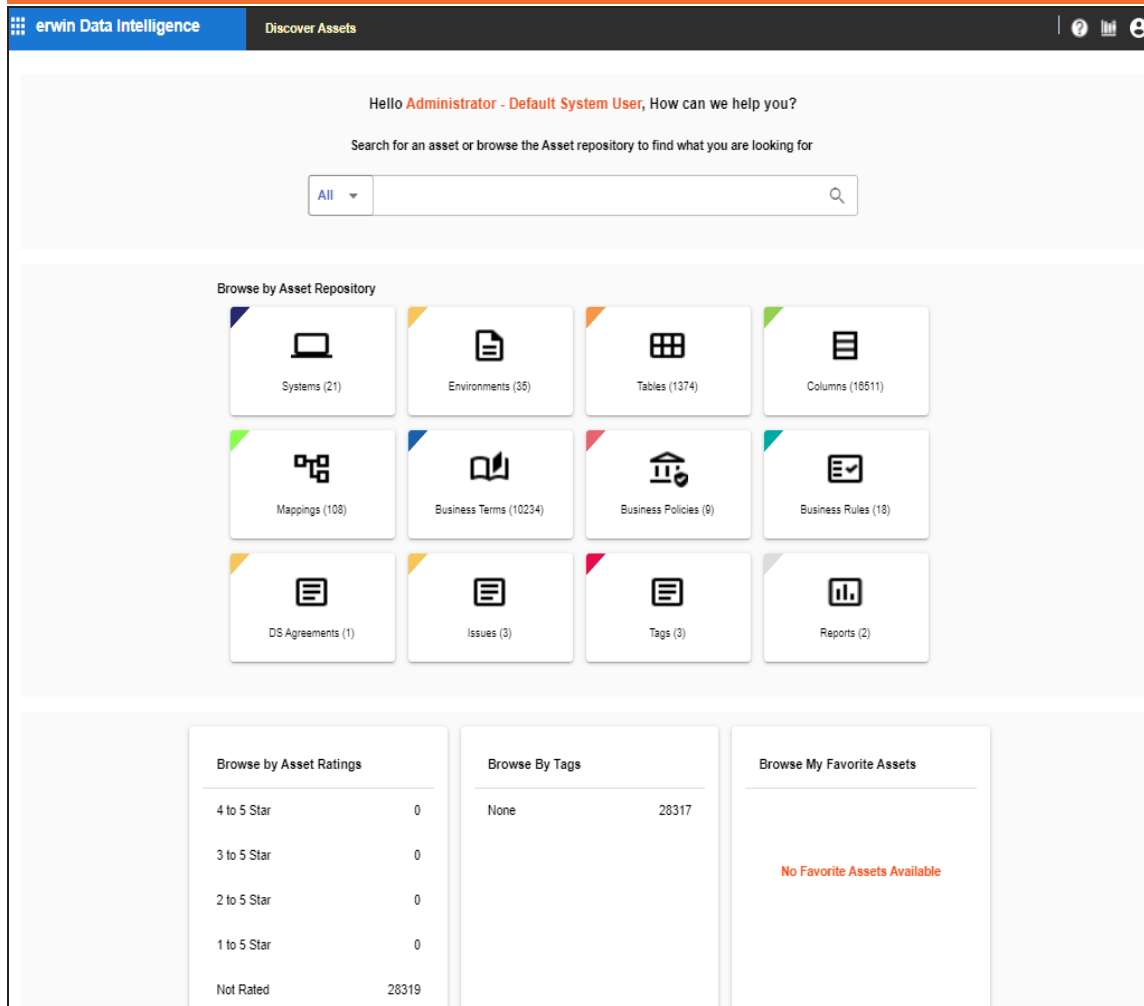 erwin Data Intelligence
Discover Assets
Hello Administrator - Default System User, How can we help you?
Search for an asset or browse the Asset repository to find what you are looking for
All
Browse by Asset Repository
Systems (21)
Environments (35)
Tables (1374)
Columns (16511)
Mappings (108)
Business Terms (10234)
Business Policies (9)
Business Rules (18)
DS Agreements (1)
Issues (3)
Tags (3)
Reports (2)
Browse by Asset Ratings
4 to 5 Star 0
3 to 5 Star 0
2 to 5 Star 0
1 to 5 Star 0
Not Rated 28319
Browse By Tags
None 28317
Browse My Favorite Assets
No Favorite Assets Available